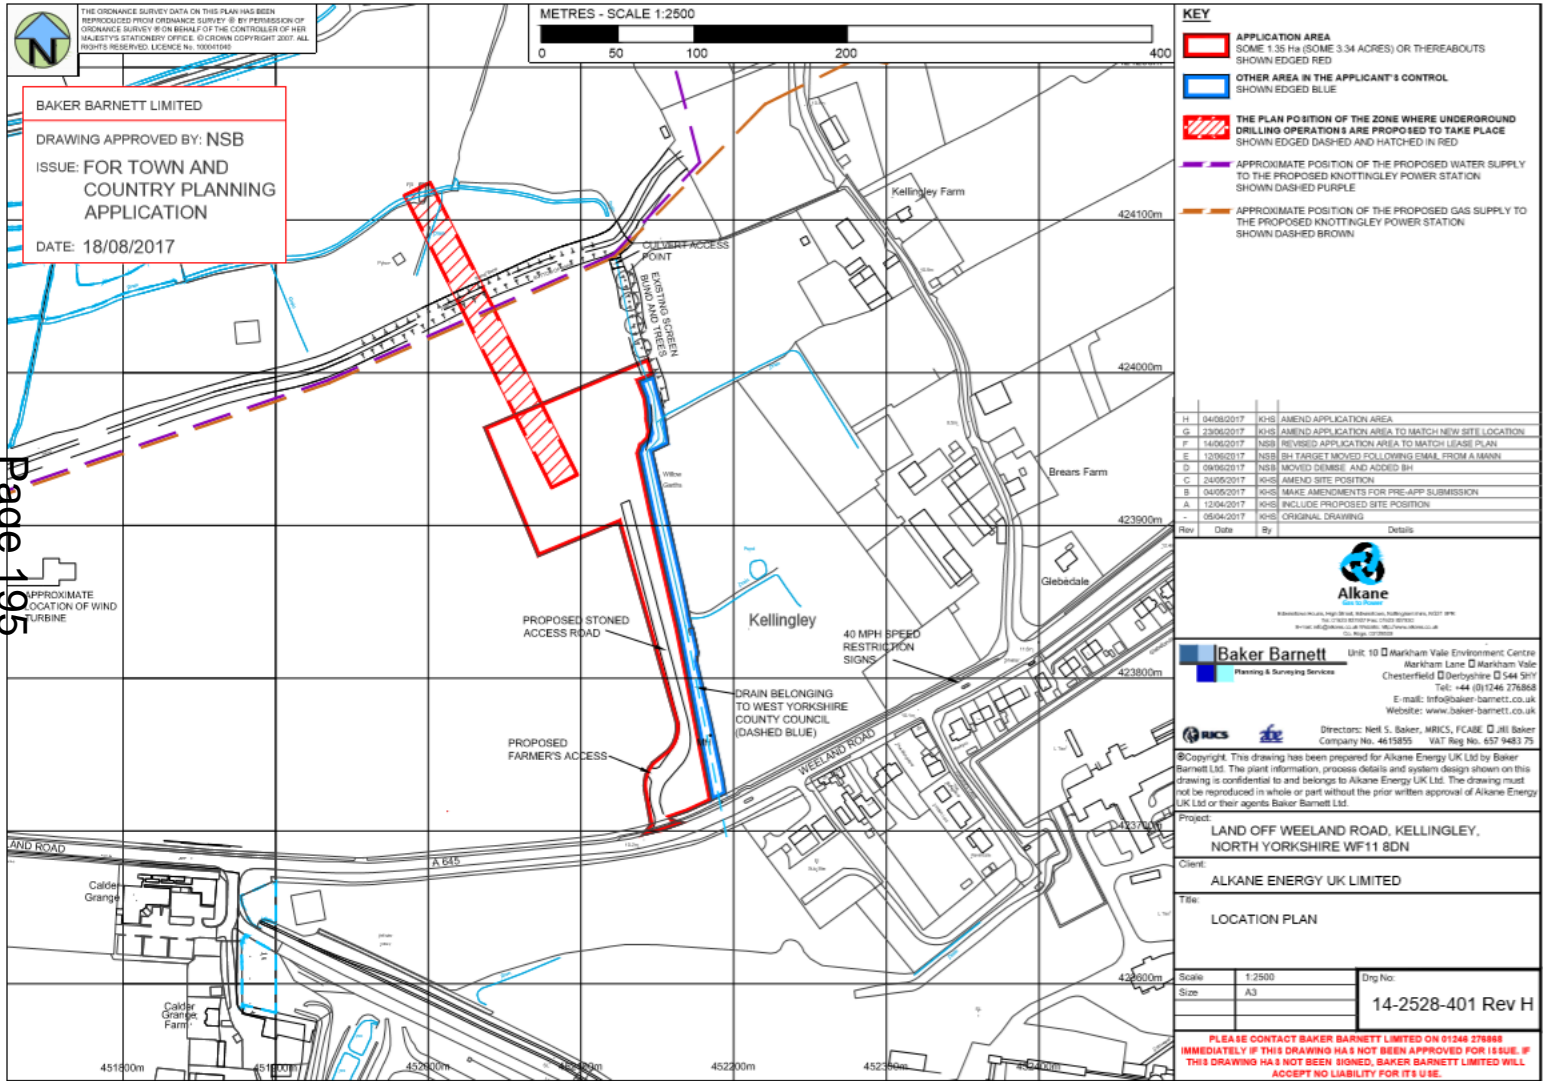 THE ORDNANCE SURVEY DATA ON THIS PLAN HAS BEEN
REPRODUCED FROM ORDNANCE SURVEY ® BY PERMISSION OF
ORDNANCE SURVEY ® ON BEHALF OF THE CONTROLLER OF HER
MAJESTY'S STATIONERY OFFICE. © CROWN COPYRIGHT 2007. ALL
RIGHTS RESERVED. LICENCE No. 100041040
N
METRES - SCALE 1:2500
0 50 100 200 400
BAKER BARNETT LIMITED
DRAWING APPROVED BY: NSB
ISSUE: FOR TOWN AND
COUNTRY PLANNING
APPLICATION
DATE: 18/08/2017
Kellingley Farm
424100m
CULVERT ACCESS
POINT
EXISTING SCREEN
BUND AND TREES
424000m
Willow
Garths
Brears Farm
423900m
Page 195
APPROXIMATE
LOCATION OF WIND
TURBINE
Glebedale
PROPOSED STONED
ACCESS ROAD
Kellingley
40 MPH SPEED
RESTRICTION
SIGNS
423800m
DRAIN BELONGING
TO WEST YORKSHIRE
COUNTY COUNCIL
(DASHED BLUE)
PROPOSED
FARMER'S ACCESS
WEELAND ROAD
423700m
LAND ROAD
A 645
Calder
Grange
Calder
Grange
Farm
423600m
451800m 451900m 452000m 452100m 452200m 452300m 452400m
KEY
APPLICATION AREA
SOME 1.35 Ha (SOME 3.34 ACRES) OR THEREABOUTS
SHOWN EDGED RED
OTHER AREA IN THE APPLICANT'S CONTROL
SHOWN EDGED BLUE
THE PLAN POSITION OF THE ZONE WHERE UNDERGROUND
DRILLING OPERATIONS ARE PROPOSED TO TAKE PLACE
SHOWN EDGED DASHED AND HATCHED IN RED
APPROXIMATE POSITION OF THE PROPOSED WATER SUPPLY
TO THE PROPOSED KNOTTINGLEY POWER STATION
SHOWN DASHED PURPLE
APPROXIMATE POSITION OF THE PROPOSED GAS SUPPLY TO
THE PROPOSED KNOTTINGLEY POWER STATION
SHOWN DASHED BROWN
H 04/08/2017 KHS AMEND APPLICATION AREA
G 23/06/2017 KHS AMEND APPLICATION AREA TO MATCH NEW SITE LOCATION
F 14/06/2017 NSB REVISED APPLICATION AREA TO MATCH LEASE PLAN
E 12/06/2017 NSB BH TARGET MOVED FOLLOWING EMAIL FROM A MANN
D 09/06/2017 NSB MOVED DEMISE AND ADDED BH
C 24/05/2017 KHS AMEND SITE POSITION
B 04/05/2017 KHS MAKE AMENDMENTS FOR PRE-APP SUBMISSION
A 12/04/2017 KHS INCLUDE PROPOSED SITE POSITION
- 05/04/2017 KHS ORIGINAL DRAWING
Rev Date By Details
Alkane
Gas to Power
Baker Barnett
Planning & Surveying Services
Unit 10 Markham Vale Environment Centre
Markham Lane Markham Vale
Chesterfield Derbyshire S44 5HY
Tel: +44 (0)1246 276868
E-mail: info@baker-barnett.co.uk
Website: www.baker-barnett.co.uk
RICS
abe
Directors: Neil S. Baker, MRICS, FCABE Jill Baker
Company No. 4615855 VAT Reg No. 657 9483 75
©Copyright. This drawing has been prepared for Alkane Energy UK Ltd by Baker
Barnett Ltd. The plant information, process details and system design shown on this
drawing is confidential to and belongs to Alkane Energy UK Ltd. The drawing must
not be reproduced in whole or part without the prior written approval of Alkane Energy
UK Ltd or their agents Baker Barnett Ltd.
Project:
LAND OFF WEELAND ROAD, KELLINGLEY,
NORTH YORKSHIRE WF11 8DN
Client:
ALKANE ENERGY UK LIMITED
Title:
LOCATION PLAN
Scale 1:2500
Size A3
Drg No:
14-2528-401 Rev H
PLEASE CONTACT BAKER BARNETT LIMITED ON 01246 276868
IMMEDIATELY IF THIS DRAWING HAS NOT BEEN APPROVED FOR ISSUE. IF
THIS DRAWING HAS NOT BEEN SIGNED, BAKER BARNETT LIMITED WILL
ACCEPT NO LIABILITY FOR ITS USE.